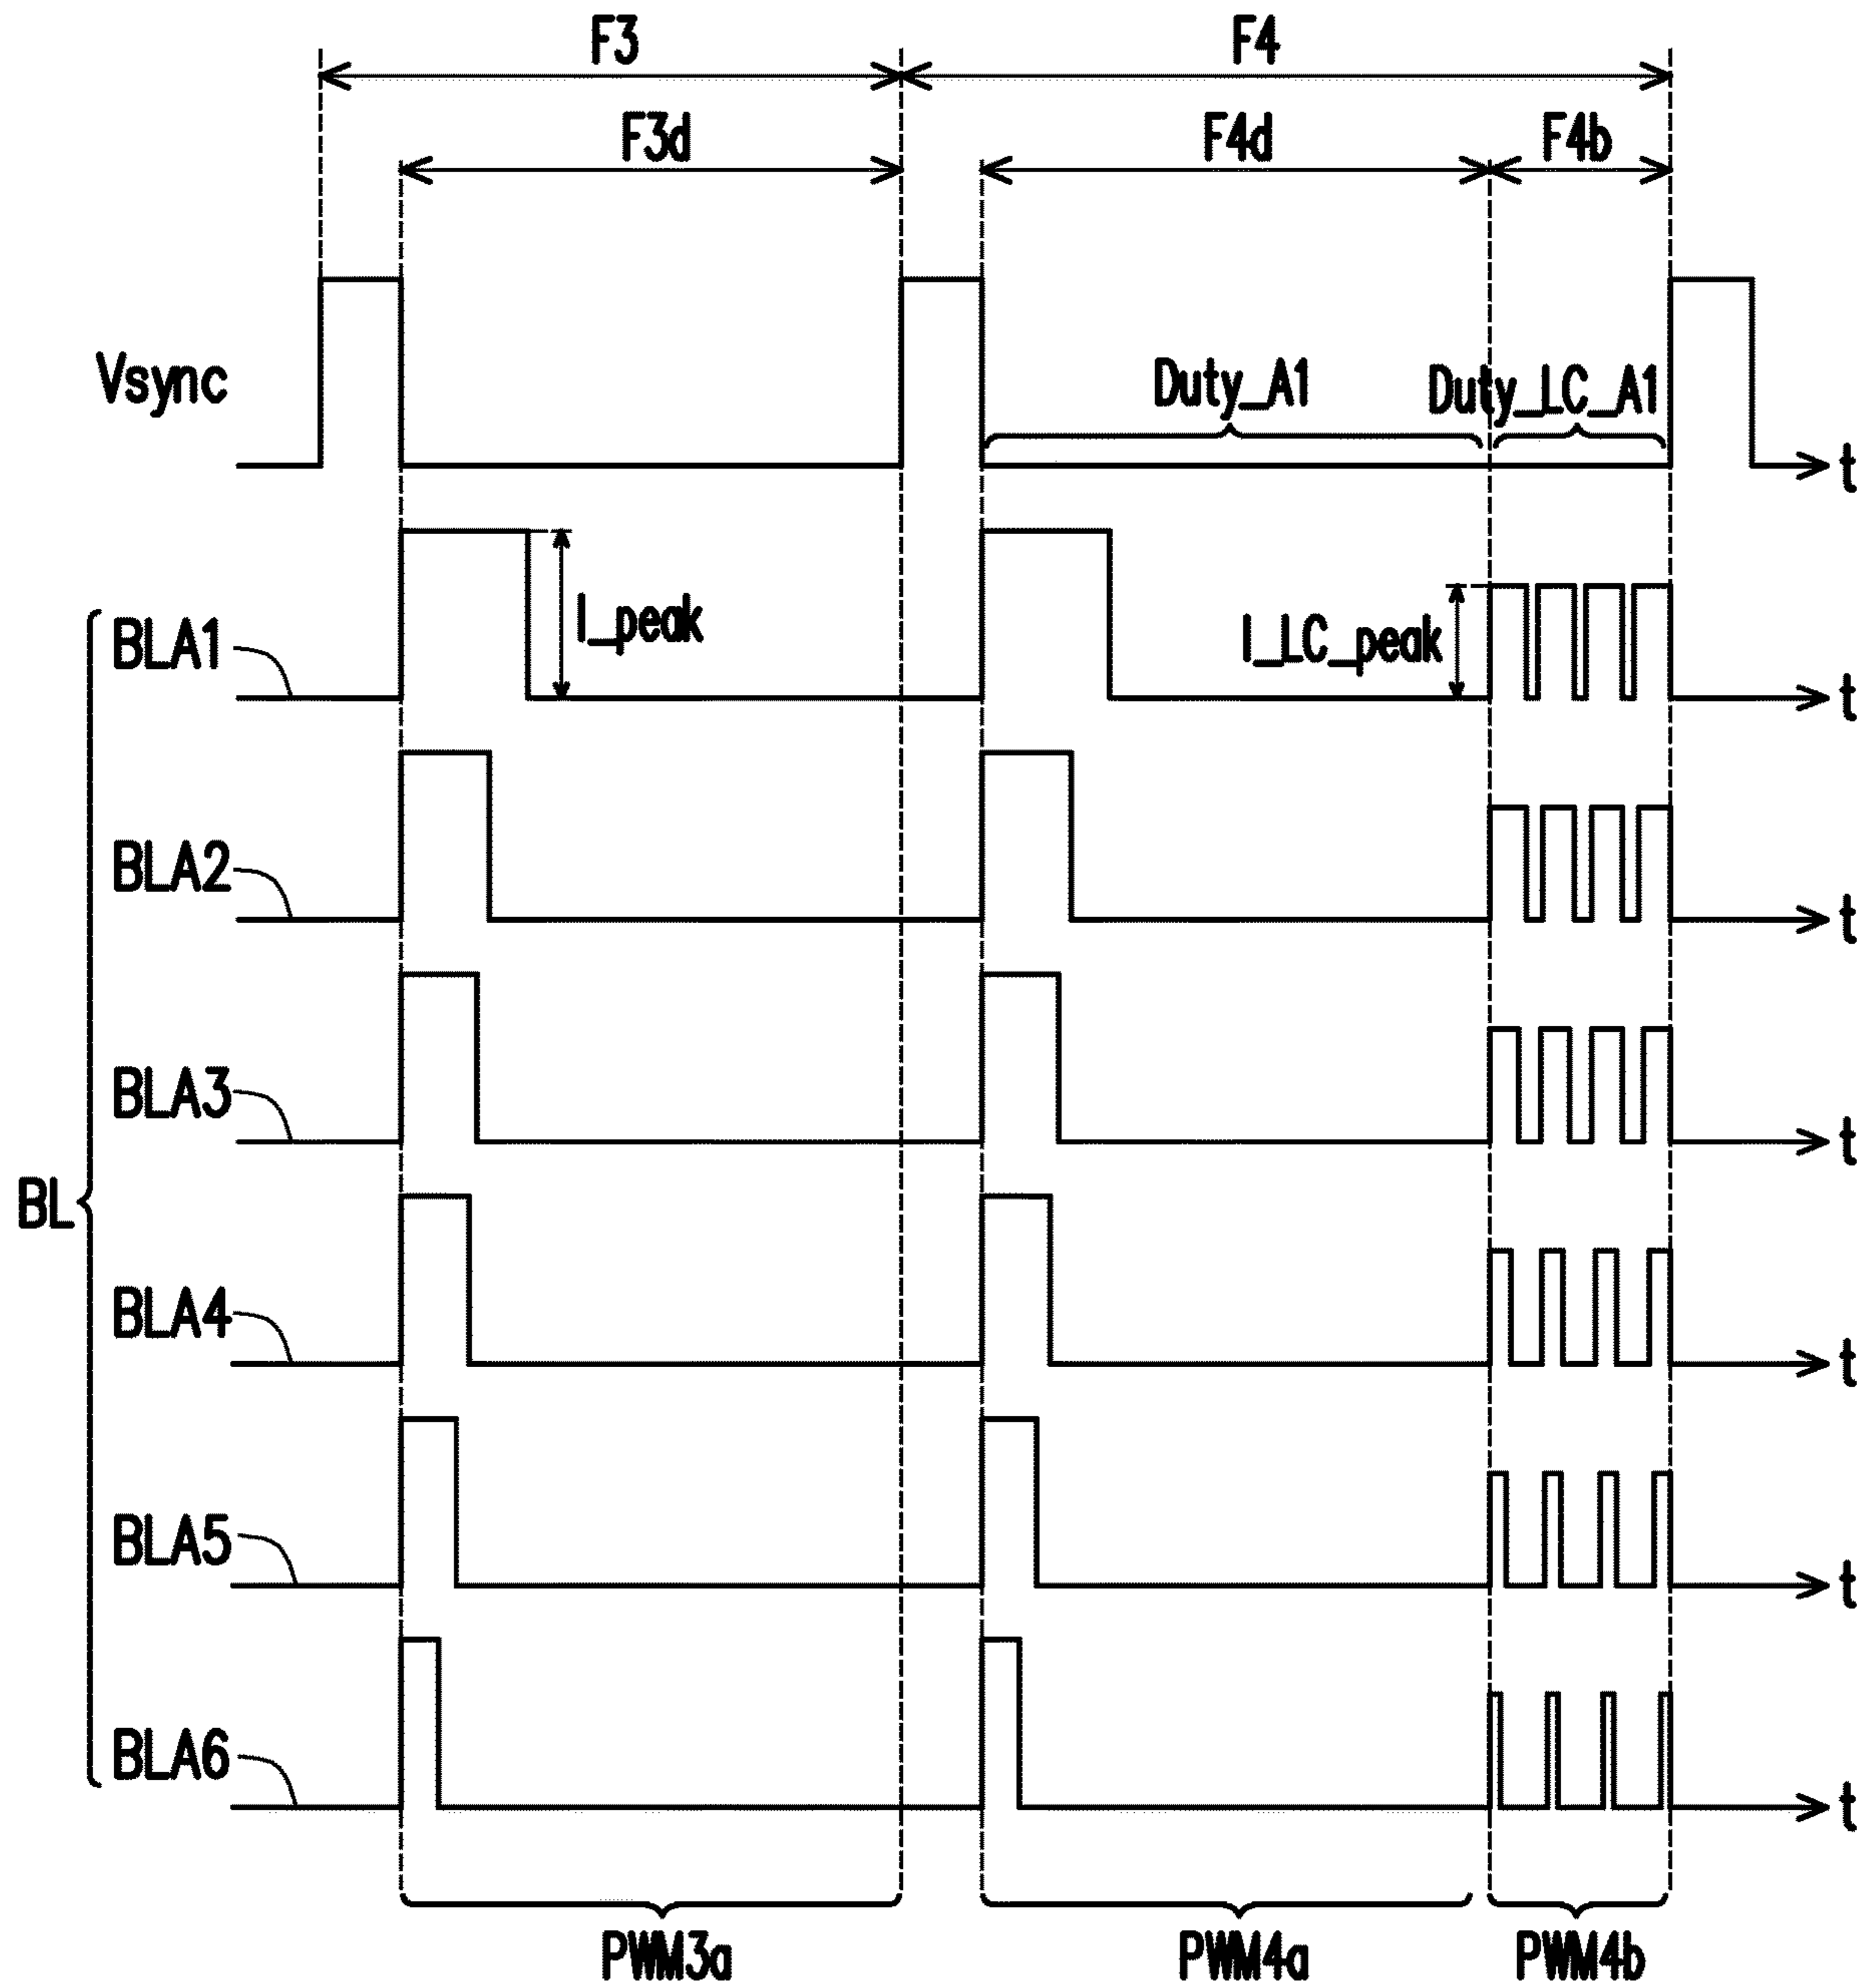 F3 F4
F3d F4d F4b
Vsync Duty_A1 Duty_LC_A1 t
BLA1 I_peak I_LC_peak t
BLA2 t
BLA3 t
BL
BLA4 t
BLA5 t
BLA6 t
PWM3a PWM4a PWM4b